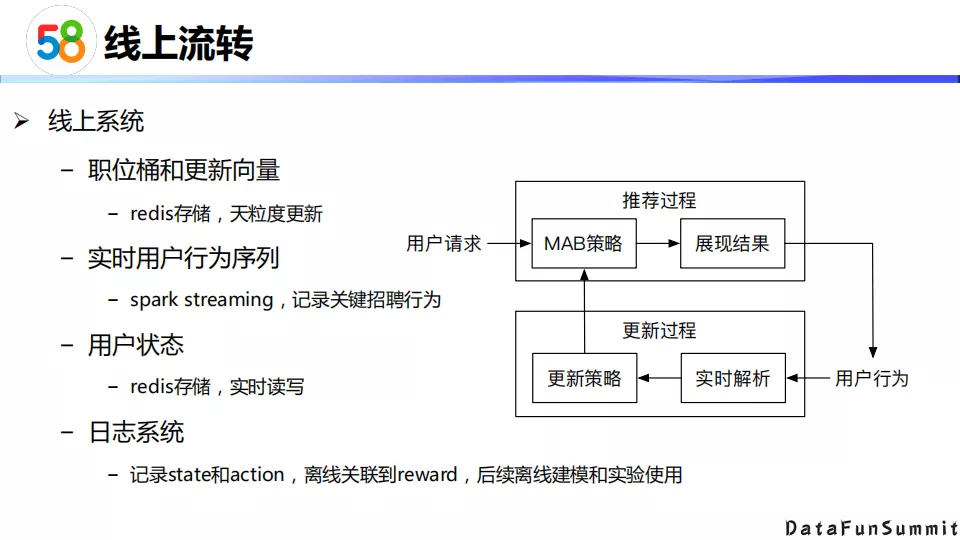 58 线上流转
➢ 线上系统
– 职位桶和更新向量
– redis存储，天粒度更新
– 实时用户行为序列
– spark streaming，记录关键招聘行为
– 用户状态
– redis存储，实时读写
– 日志系统
– 记录state和action，离线关联到reward，后续离线建模和实验使用
推荐过程
用户请求 MAB策略 展现结果
更新过程
更新策略 实时解析 用户行为
DataFunSummit